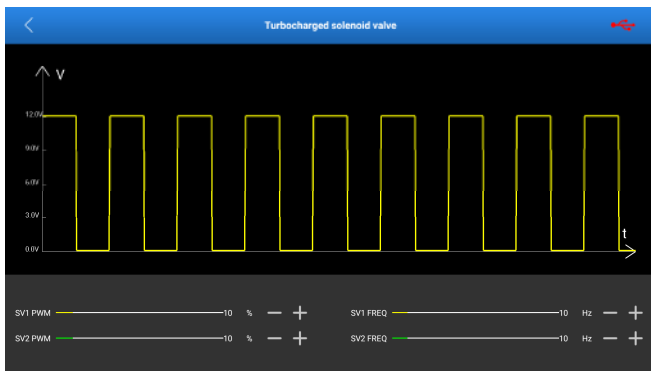 Turbocharged solenoid valve
V
12.0V
9.0V
6.0V
3.0V
0.0V
t
SV1 PWM 10 % SV1 FREQ 10 Hz
SV2 PWM 10 % SV2 FREQ 10 Hz